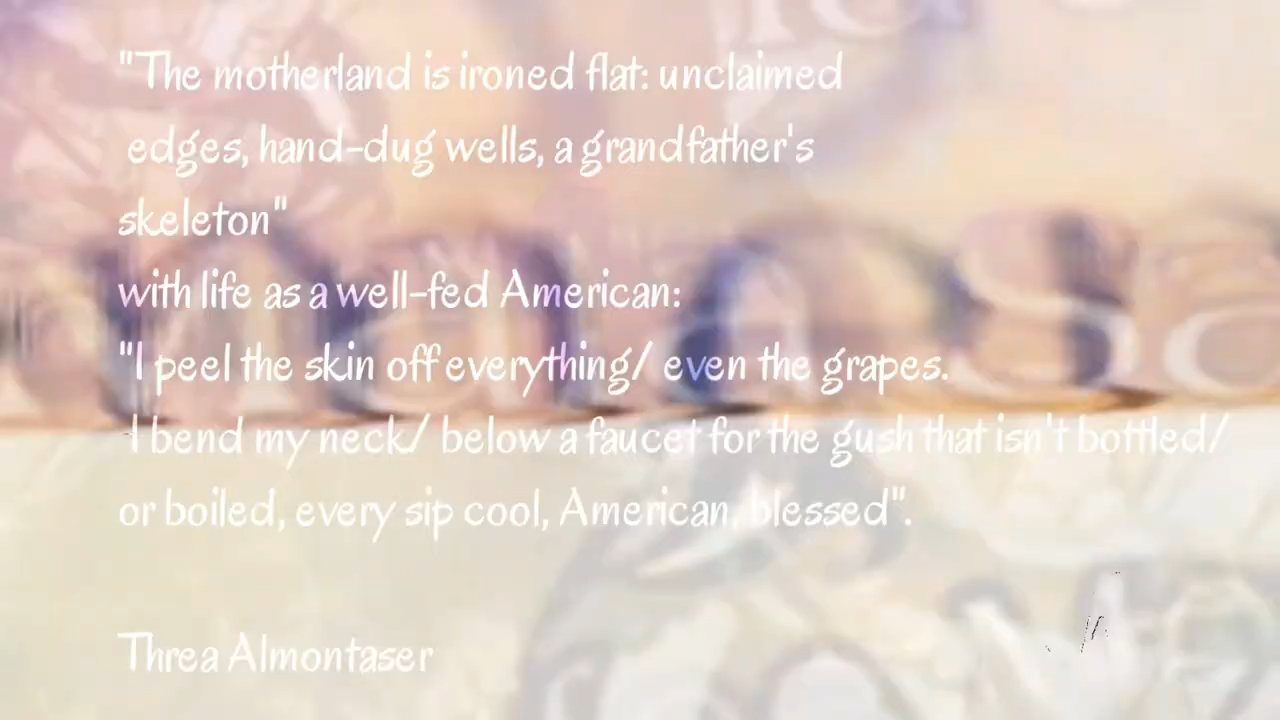 "The motherland is ironed flat: unclaimed
edges, hand-dug wells, a grandfather's
skeleton"
with life as a well-fed American:
"I peel the skin off everything/ even the grapes.
I bend my neck/ below a faucet for the gush that isn't bottled/
or boiled, every sip cool, American, blessed".
Threa Almontaser